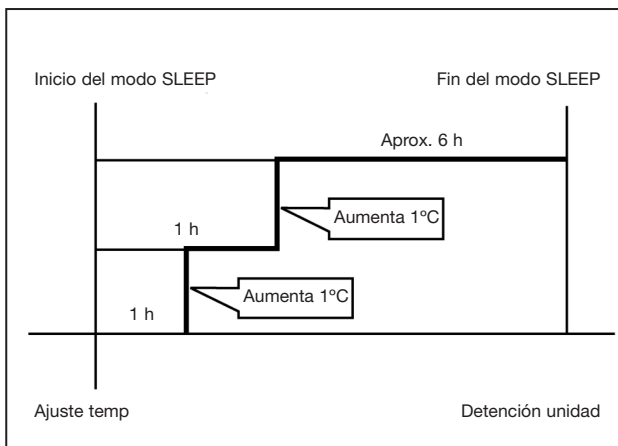 Inicio del modo SLEEP
Fin del modo SLEEP
Aprox. 6 h
Aumenta 1ºC
1 h
Aumenta 1ºC
1 h
Ajuste temp
Detención unidad